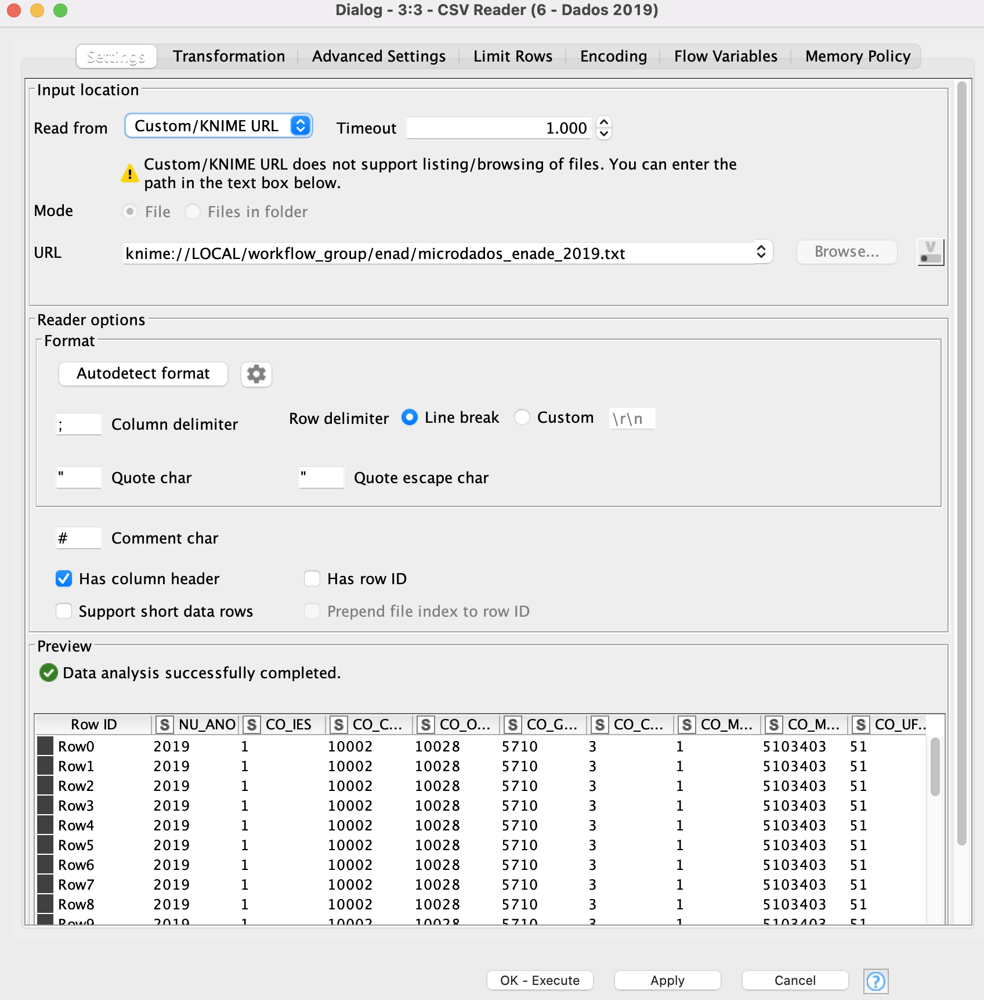 Dialog - 3:3 - CSV Reader (6 - Dados 2019)
Settings Transformation Advanced Settings Limit Rows Encoding Flow Variables Memory Policy
Input location
Read from Custom/KNIME URL Timeout 1.000
Custom/KNIME URL does not support listing/browsing of files. You can enter the
path in the text box below.
Mode File Files in folder
URL knime://LOCAL/workflow_group/enad/microdados_enade_2019.txt Browse... V
Reader options
Format
Autodetect format
; Column delimiter Row delimiter Line break Custom \r\n
" Quote char " Quote escape char
# Comment char
Has column header Has row ID
Support short data rows Prepend file index to row ID
Preview
Data analysis successfully completed.
Row ID S NU_ANO S CO_IES S CO_C... S CO_O... S CO_G... S CO_C... S CO_M... S CO_M... S CO_UF...
Row0 2019 1 10002 10028 5710 3 1 5103403 51
Row1 2019 1 10002 10028 5710 3 1 5103403 51
Row2 2019 1 10002 10028 5710 3 1 5103403 51
Row3 2019 1 10002 10028 5710 3 1 5103403 51
Row4 2019 1 10002 10028 5710 3 1 5103403 51
Row5 2019 1 10002 10028 5710 3 1 5103403 51
Row6 2019 1 10002 10028 5710 3 1 5103403 51
Row7 2019 1 10002 10028 5710 3 1 5103403 51
Row8 2019 1 10002 10028 5710 3 1 5103403 51
Row9 2019 1 10002 10028 5710 3 1 5103403 51
OK - Execute Apply Cancel ?